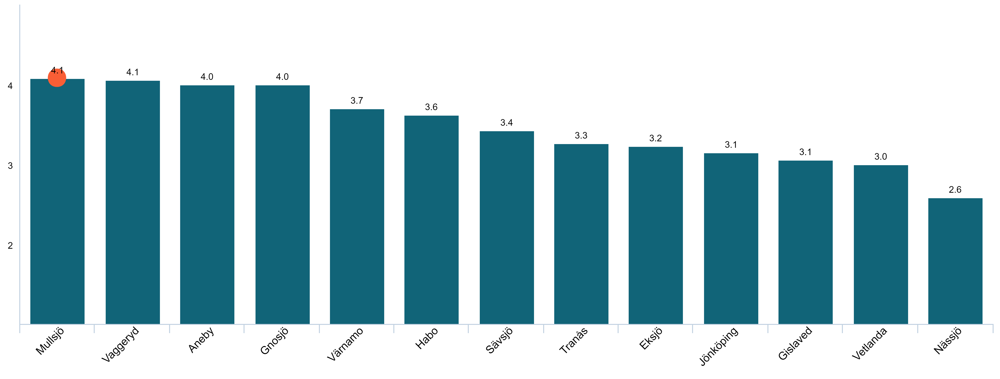 4.1
4.1
4.0
4.0
3.7
3.6
3.4
3.3
3.2
3.1
3.1
3.0
2.6
4
3
2
Mullsjö
Vaggeryd
Aneby
Gnosjö
Värnamo
Habo
Sävsjö
Tranås
Eksjö
Jönköping
Gislaved
Vetlanda
Nässjö